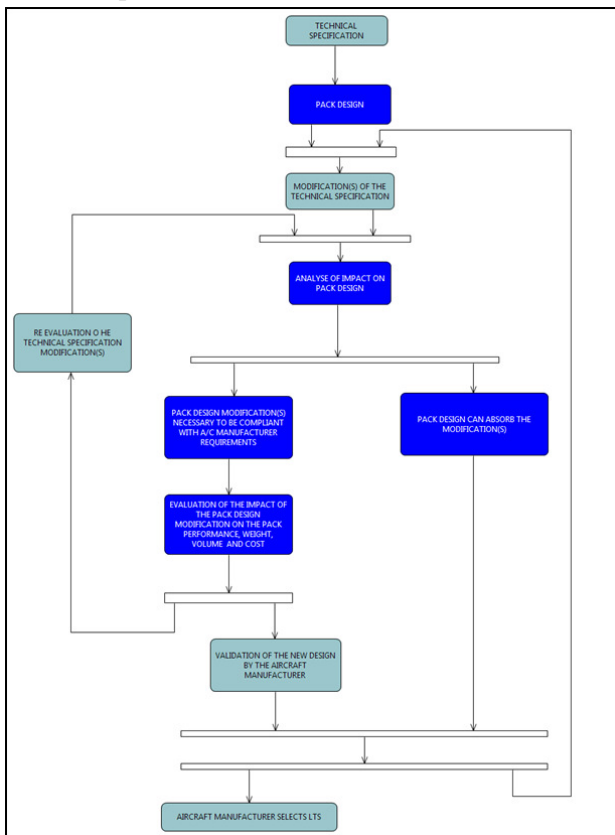 TECHNICAL
SPECIFICATION
PACK DESIGN
MODIFICATION(S) OF THE
TECHNICAL SPECIFICATION
ANALYSE OF IMPACT ON
PACK DESIGN
RE EVALUATION O HE
TECHNICAL SPECIFICATION
MODIFICATION(S)
PACK DESIGN MODIFICATION(S)
NECESSARY TO BE COMPLIANT
WITH A/C MANUFACTURER
REQUIREMENTS
PACK DESIGN CAN ABSORB THE
MODIFICATION(S)
EVALUATION OF THE IMPACT OF
THE PACK DESIGN
MODIFICATION ON THE PACK
PERFORMANCE, WEIGHT,
VOLUME AND COST
VALIDATION OF THE NEW DESIGN
BY THE AIRCRAFT
MANUFACTURER
AIRCRAFT MANUFACTURER SELECTS LTS